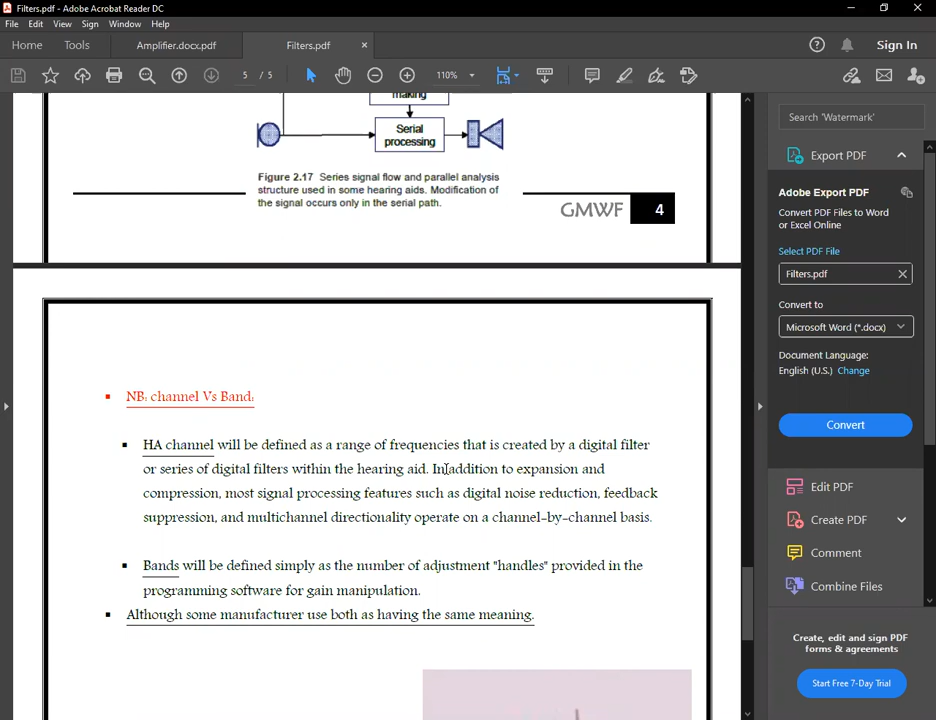 Filters.pdf - Adobe Acrobat Reader DC
File Edit View Sign Window Help
Home Tools Amplifier.docx.pdf Filters.pdf Sign In
5 / 5 110%
making
Serial
processing
Figure 2.17 Series signal flow and parallel analysis
structure used in some hearing aids. Modification of
the signal occurs only in the serial path.
GMWF 4
NB: channel Vs Band:
HA channel will be defined as a range of frequencies that is created by a digital filter
or series of digital filters within the hearing aid. In addition to expansion and
compression, most signal processing features such as digital noise reduction, feedback
suppression, and multichannel directionality operate on a channel-by-channel basis.
Bands will be defined simply as the number of adjustment "handles" provided in the
programming software for gain manipulation.
Although some manufacturer use both as having the same meaning.
Search 'Watermark'
Export PDF
Adobe Export PDF
Convert PDF Files to Word
or Excel Online
Select PDF File
Filters.pdf
Convert to
Microsoft Word (*.docx)
Document Language:
English (U.S.) Change
Convert
Edit PDF
Create PDF
Comment
Combine Files
Create, edit and sign PDF
forms & agreements
Start Free 7-Day Trial